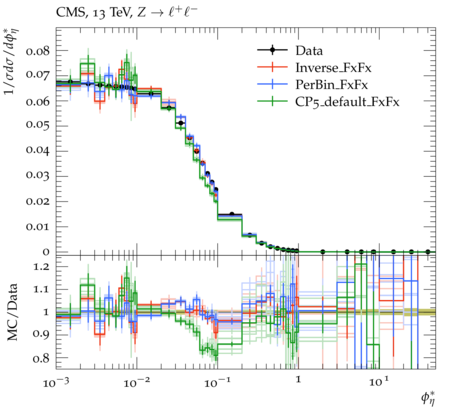 CMS, 13 TeV, Z → ℓ⁺ℓ⁻
1/σdσ/dφ*η
0.08
0.07
0.06
0.05
0.04
0.03
0.02
0.01
0
Data
Inverse_FxFx
PerBin_FxFx
CP5_default_FxFx
MC/Data
1.2
1.1
1
0.9
0.8
10⁻³
10⁻²
10⁻¹
1
10¹
φ*η